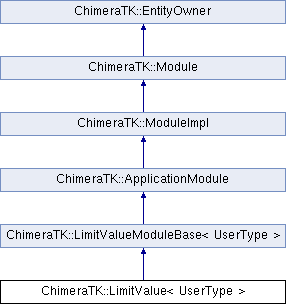 ChimeraTK::EntityOwner
ChimeraTK::Module
ChimeraTK::ModuleImpl
ChimeraTK::ApplicationModule
ChimeraTK::LimitValueModuleBase< UserType >
ChimeraTK::LimitValue< UserType >